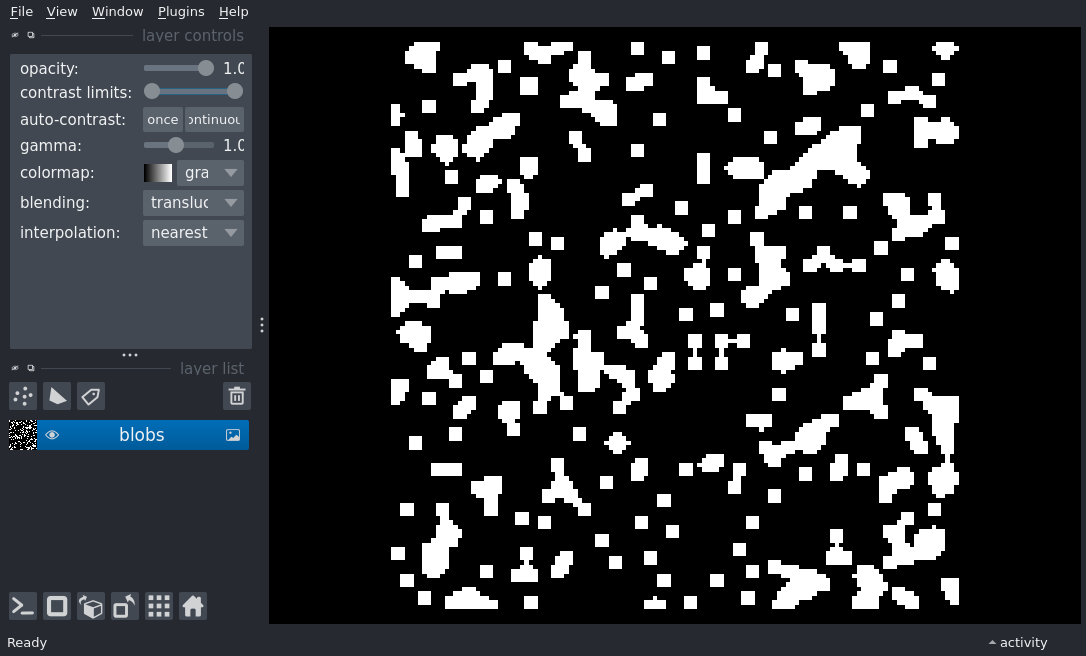 File View Window Plugins Help
layer controls
opacity: 1.0
contrast limits:
auto-contrast: once ontinuou
gamma: 1.0
colormap: gra
blending: transluc
interpolation: nearest
layer list
blobs
Ready
activity